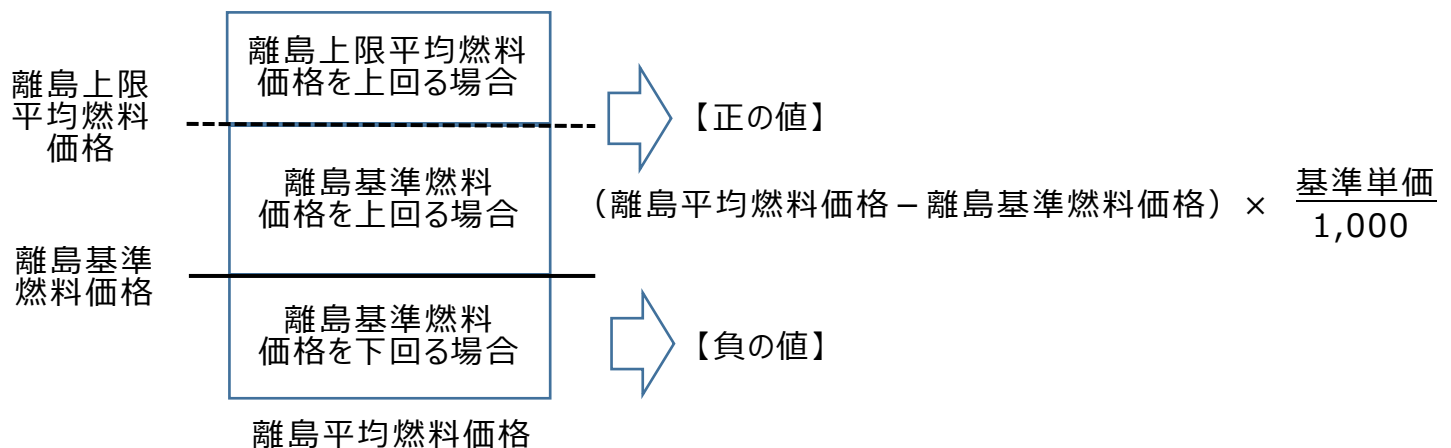 離島上限平均燃料
価格を上回る場合
離島上限
平均燃料
価格
【正の値】
離島基準燃料
価格を上回る場合
（離島平均燃料価格－離島基準燃料価格）× 基準単価
1,000
離島基準
燃料価格
離島基準燃料
価格を下回る場合
【負の値】
離島平均燃料価格